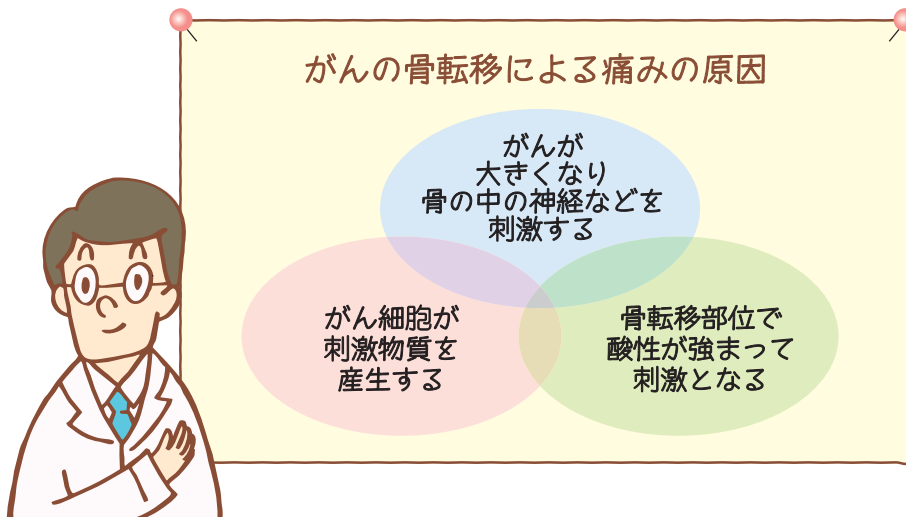 がんの骨転移による痛みの原因
がんが
大きくなり
骨の中の神経などを
刺激する
がん細胞が
刺激物質を
産生する
骨転移部位で
酸性が強まって
刺激となる